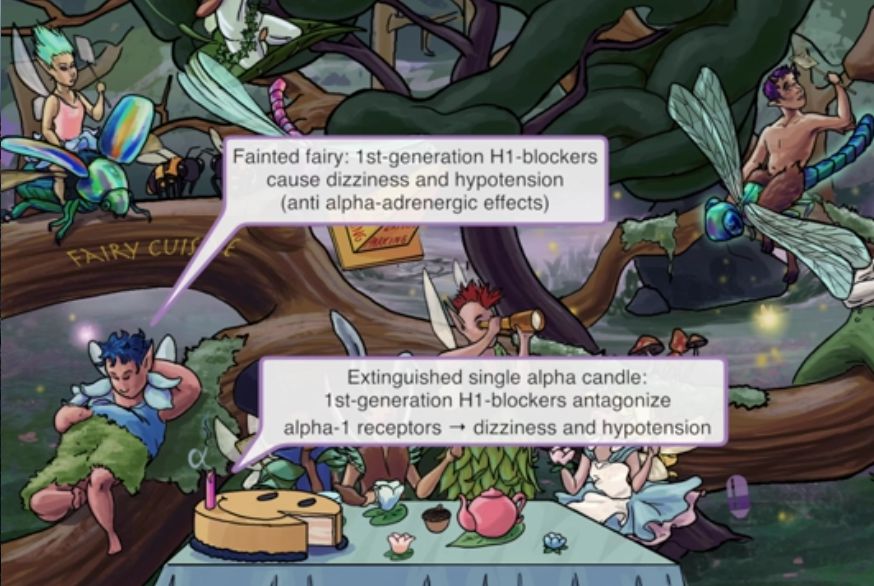 Fainted fairy: 1st-generation H1-blockers
cause dizziness and hypotension
(anti alpha-adrenergic effects)
FAIRY CUIS
E
Extinguished single alpha candle:
1st-generation H1-blockers antagonize
alpha-1 receptors → dizziness and hypotension
α